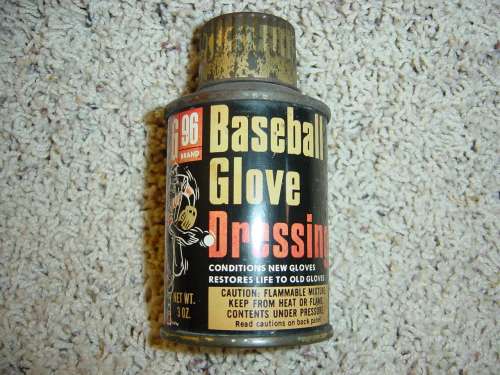 G 96
BRAND
Baseball
Glove
Dressing
CONDITIONS NEW GLOVES
RESTORES LIFE TO OLD GLOVES
NET WT.
3 OZ.
CAUTION: FLAMMABLE MIXTURE
KEEP FROM HEAT OR FLAME
CONTENTS UNDER PRESSURE
Read cautions on back panel